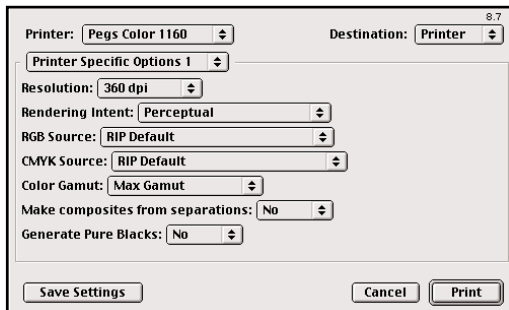 8.7
Printer: Pegs Color 1160 Destination: Printer
Printer Specific Options 1
Resolution: 360 dpi
Rendering Intent: Perceptual
RGB Source: RIP Default
CMYK Source: RIP Default
Color Gamut: Max Gamut
Make composites from separations: No
Generate Pure Blacks: No
Save Settings Cancel Print